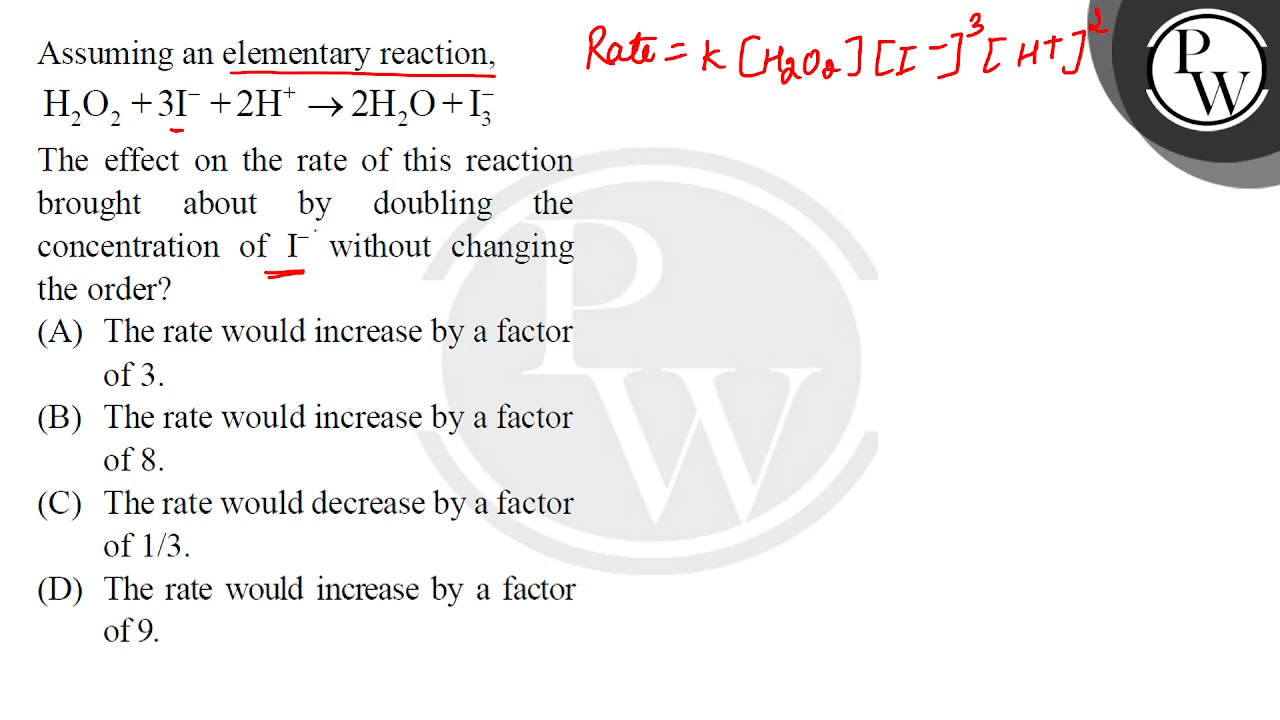 Assuming an elementary reaction,
H₂O₂ + 3I⁻ + 2H⁺ → 2H₂O + I₃⁻
The effect on the rate of this reaction
brought about by doubling the
concentration of I⁻ without changing
the order?
(A) The rate would increase by a factor
of 3.
(B) The rate would increase by a factor
of 8.
(C) The rate would decrease by a factor
of 1/3.
(D) The rate would increase by a factor
of 9.
Rate = K [H₂O₂] [I⁻]³ [H⁺]²
PW
PW